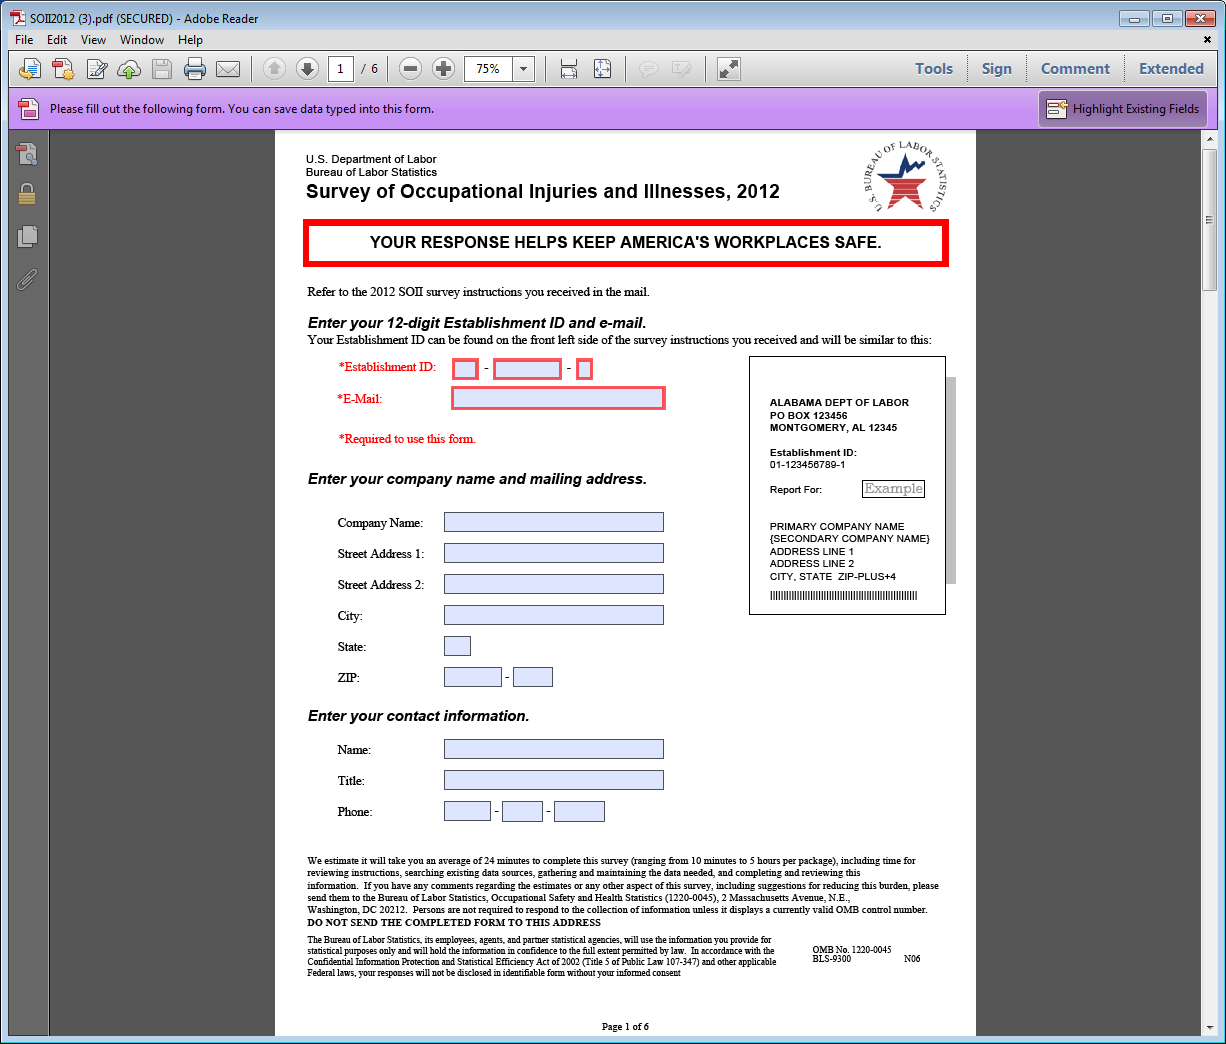 SOII2012 (3).pdf (SECURED) - Adobe Reader
File Edit View Window Help
1 / 6 75% Tools Sign Comment Extended
Please fill out the following form. You can save data typed into this form. Highlight Existing Fields
U.S. Department of Labor
Bureau of Labor Statistics
Survey of Occupational Injuries and Illnesses, 2012
U.S. BUREAU OF LABOR STATISTICS
YOUR RESPONSE HELPS KEEP AMERICA'S WORKPLACES SAFE.
Refer to the 2012 SOII survey instructions you received in the mail.
Enter your 12-digit Establishment ID and e-mail.
Your Establishment ID can be found on the front left side of the survey instructions you received and will be similar to this:
*Establishment ID: - -
*E-Mail:
*Required to use this form.
ALABAMA DEPT OF LABOR
PO BOX 123456
MONTGOMERY, AL 12345
Establishment ID:
01-123456789-1
Report For: Example
PRIMARY COMPANY NAME
{SECONDARY COMPANY NAME}
ADDRESS LINE 1
ADDRESS LINE 2
CITY, STATE ZIP-PLUS+4
Enter your company name and mailing address.
Company Name:
Street Address 1:
Street Address 2:
City:
State:
ZIP: -
Enter your contact information.
Name:
Title:
Phone: - -
We estimate it will take you an average of 24 minutes to complete this survey (ranging from 10 minutes to 5 hours per package), including time for
reviewing instructions, searching existing data sources, gathering and maintaining the data needed, and completing and reviewing this
information. If you have any comments regarding the estimates or any other aspect of this survey, including suggestions for reducing this burden, please
send them to the Bureau of Labor Statistics, Occupational Safety and Health Statistics (1220-0045), 2 Massachusetts Avenue, N.E.,
Washington, DC 20212. Persons are not required to respond to the collection of information unless it displays a currently valid OMB control number.
DO NOT SEND THE COMPLETED FORM TO THIS ADDRESS
The Bureau of Labor Statistics, its employees, agents, and partner statistical agencies, will use the information you provide for
statistical purposes only and will hold the information in confidence to the full extent permitted by law. In accordance with the
Confidential Information Protection and Statistical Efficiency Act of 2002 (Title 5 of Public Law 107-347) and other applicable
Federal laws, your responses will not be disclosed in identifiable form without your informed consent
OMB No. 1220-0045
BLS-9300 N06
Page 1 of 6